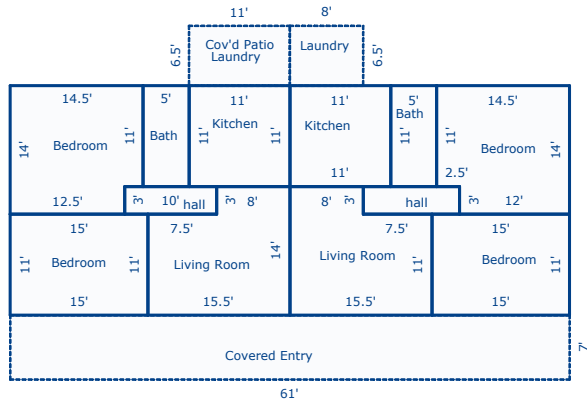 11' 8'
6.5' Cov'd Patio Laundry 6.5'
Laundry
14.5' 5' 11' 11' 5' 14.5'
Kitchen Kitchen Bath
14' Bedroom 11' Bath 11' 11' 11' 11' Bedroom 14'
11' 2.5'
12.5' 3' 10' hall 3' 8' 8' 3' hall 3' 12'
15' 7.5' 7.5' 15'
14'
11' Bedroom 11' Living Room Living Room 11' Bedroom 11'
15' 15.5' 15.5' 15'
Covered Entry 7'
61'